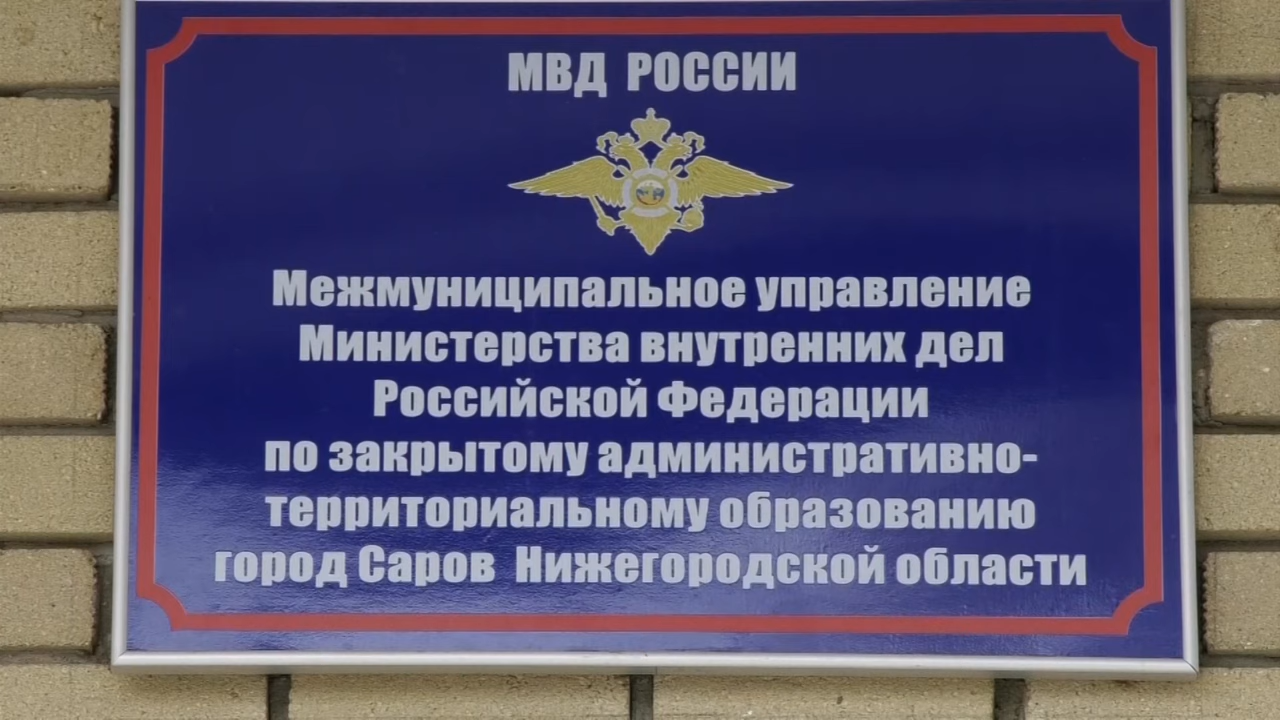 МВД РОССИИ
Межмуниципальное управление
Министерства внутренних дел
Российской Федерации
по закрытому административно-
территориальному образованию
город Саров Нижегородской области